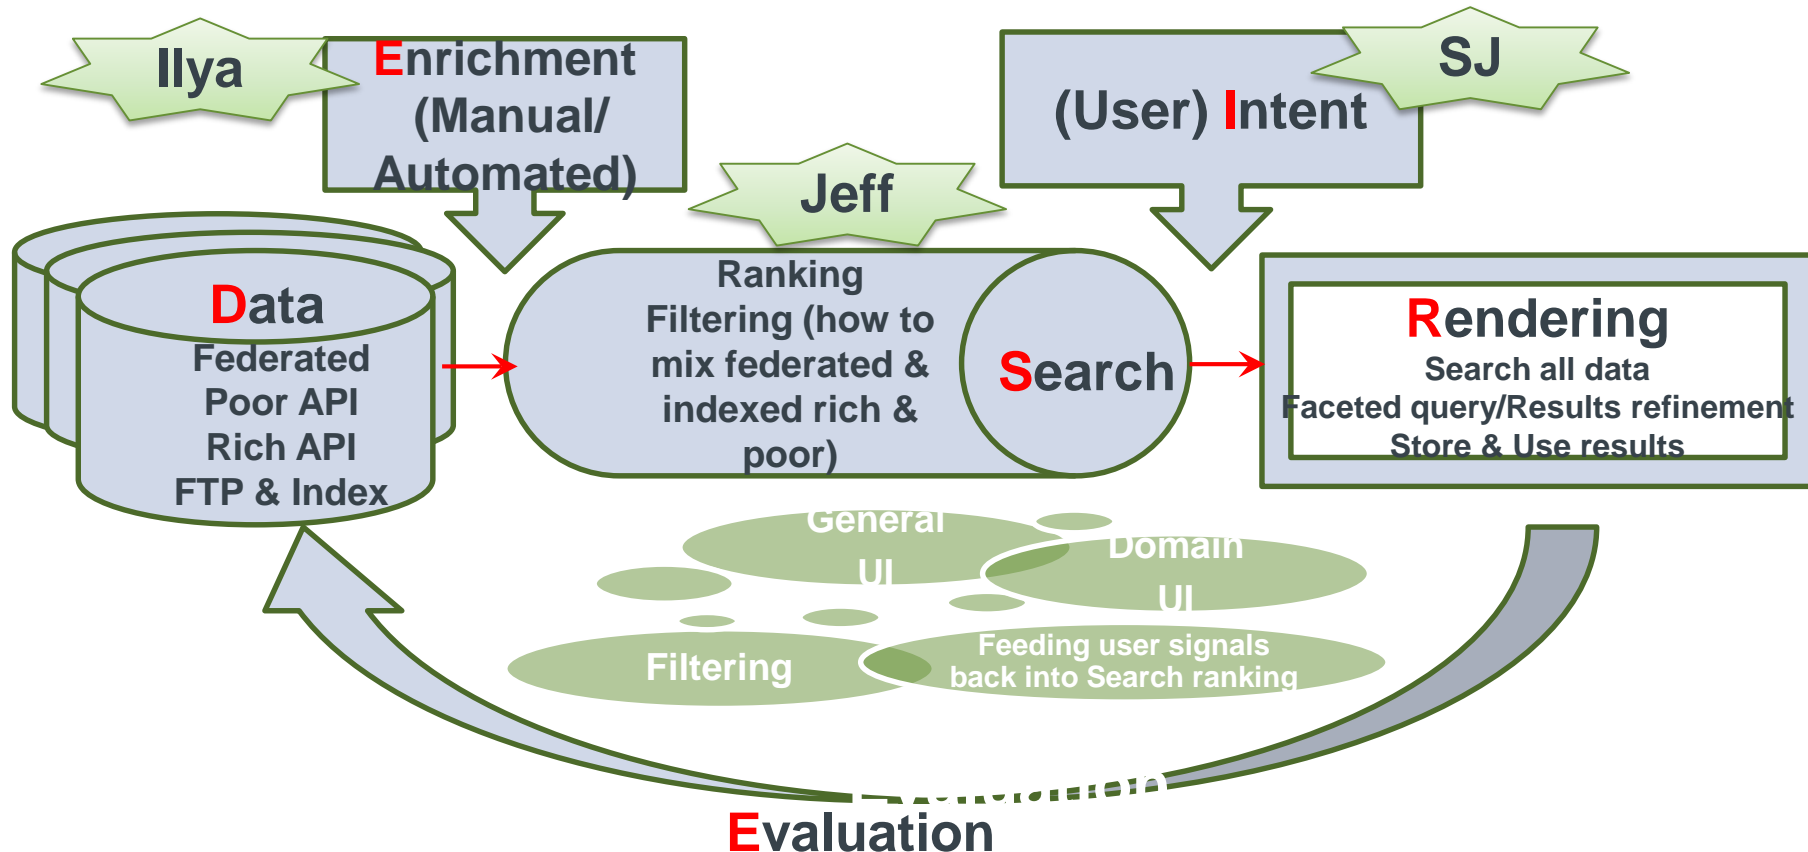 Ilya
Enrichment
(Manual/
Automated)
Jeff
(User) Intent
SJ
Data
Federated
Poor API
Rich API
FTP & Index
Ranking
Filtering (how to
mix federated &
indexed rich &
poor)
Search
Rendering
Search all data
Faceted query/Results refinement
Store & Use results
General
UI
Domain
UI
Filtering
Feeding user signals
back into Search ranking
Evaluation
Evaluation